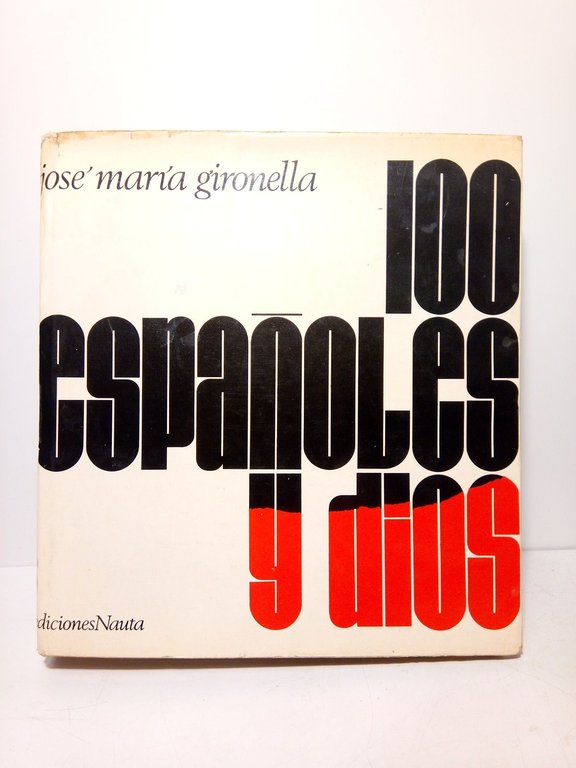 josé maría gironella
100
españoles
y dios
edicionesNauta